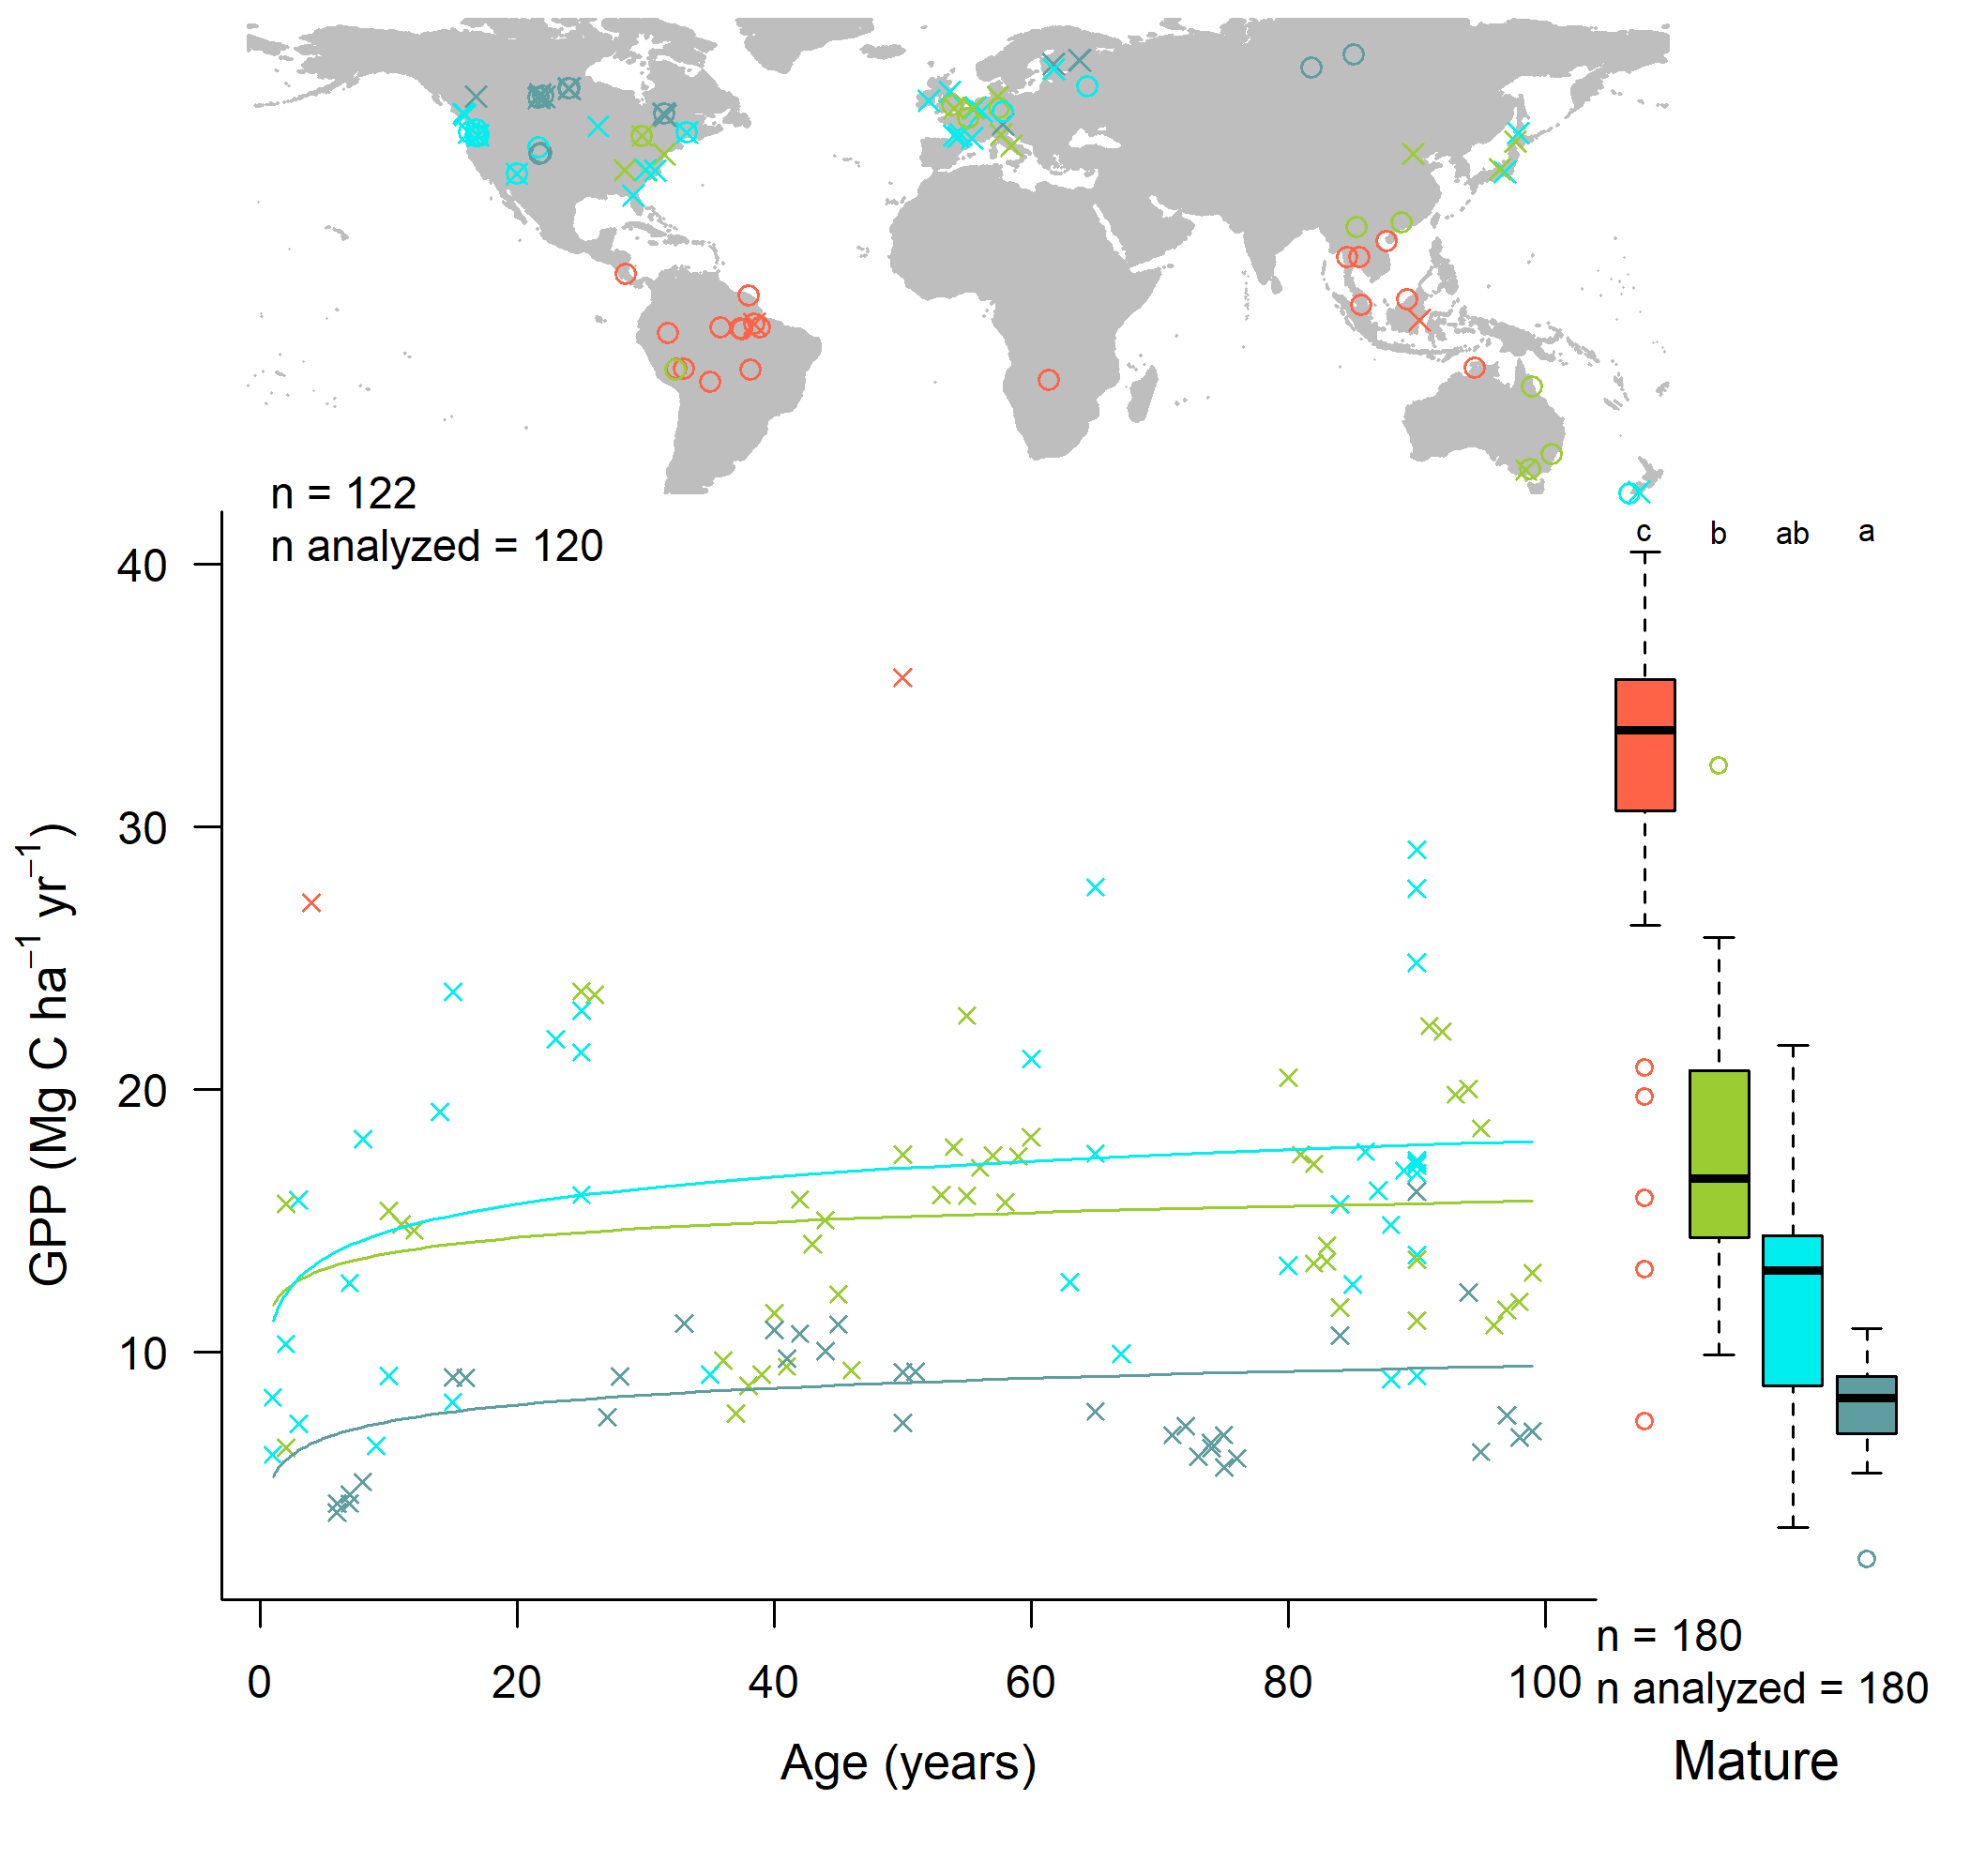 n = 122
n analyzed = 120
c b ab a
40
30
20
10
GPP (Mg C ha⁻¹ yr⁻¹)
0 20 40 60 80 100
Age (years)
n = 180
n analyzed = 180
Mature